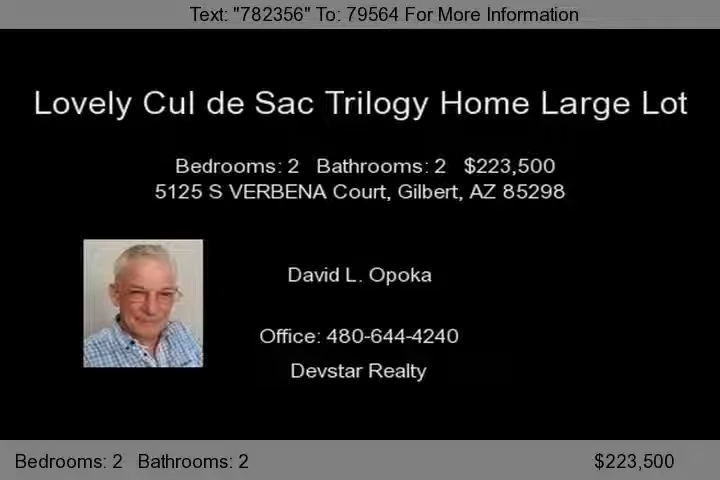 Text: "782356" To: 79564 For More Information
Lovely Cul de Sac Trilogy Home Large Lot
Bedrooms: 2 Bathrooms: 2 $223,500
5125 S VERBENA Court, Gilbert, AZ 85298
David L. Opoka
Office: 480-644-4240
Devstar Realty
Bedrooms: 2 Bathrooms: 2 $223,500